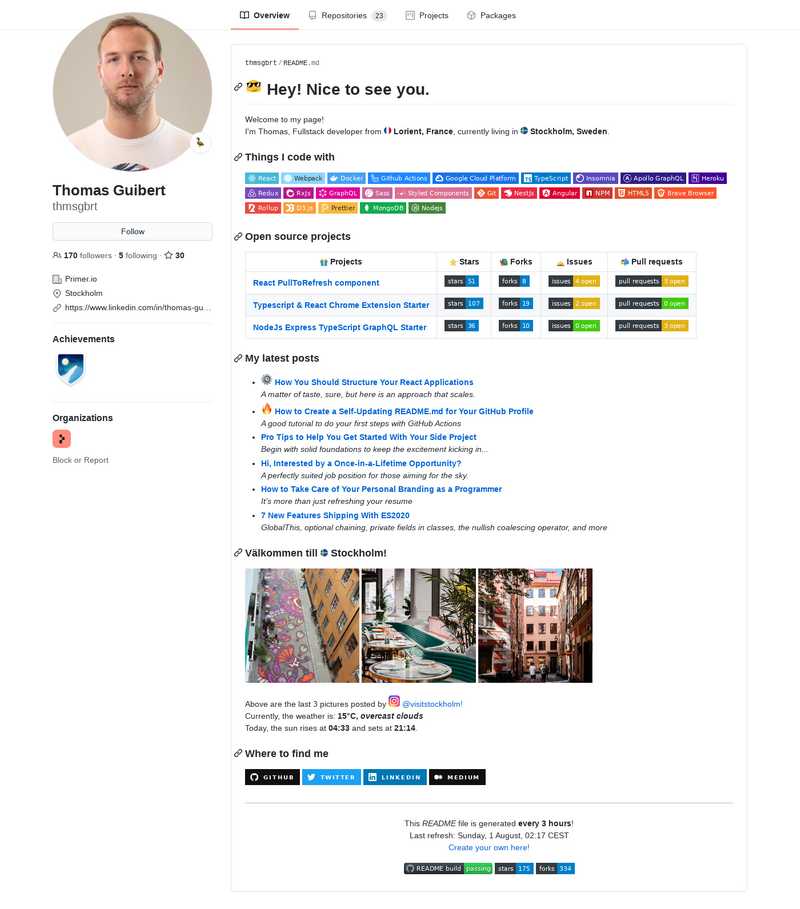 Overview Repositories 23 Projects Packages
Thomas Guibert
thmsgbrt
Follow
170 followers · 5 following · 30
Primer.io
Stockholm
https://www.linkedin.com/in/thomas-gu…
Achievements
Organizations
Block or Report
thmsgbrt / README.md
Hey! Nice to see you.
Welcome to my page!
I'm Thomas, Fullstack developer from Lorient, France, currently living in Stockholm, Sweden.
Things I code with
React Webpack Docker Github Actions Google Cloud Platform TypeScript Insomnia Apollo GraphQL Heroku
Redux RxJs GraphQL Sass Styled Components Git NestJs Angular NPM HTML5 Brave Browser
Rollup D3.js Prettier MongoDB Nodejs
Open source projects
Projects Stars Forks Issues Pull requests
React PullToRefresh component stars 51 forks 8 issues 4 open pull requests 3 open
Typescript & React Chrome Extension Starter stars 107 forks 19 issues 2 open pull requests 0 open
NodeJs Express TypeScript GraphQL Starter stars 36 forks 10 issues 0 open pull requests 3 open
My latest posts
How You Should Structure Your React Applications
A matter of taste, sure, but here is an approach that scales.
How to Create a Self-Updating README.md for Your GitHub Profile
A good tutorial to do your first steps with GitHub Actions
Pro Tips to Help You Get Started With Your Side Project
Begin with solid foundations to keep the excitement kicking in...
Hi, Interested by a Once-in-a-Lifetime Opportunity?
A perfectly suited job position for those aiming for the sky.
How to Take Care of Your Personal Branding as a Programmer
It's more than just refreshing your resume
7 New Features Shipping With ES2020
GlobalThis, optional chaining, private fields in classes, the nullish coalescing operator, and more
Välkommen till Stockholm!
Above are the last 3 pictures posted by @visitstockholm!
Currently, the weather is: 15°C, overcast clouds
Today, the sun rises at 04:33 and sets at 21:14.
Where to find me
GITHUB TWITTER LINKEDIN MEDIUM
This README file is generated every 3 hours!
Last refresh: Sunday, 1 August, 02:17 CEST
Create your own here!
README build passing stars 175 forks 334